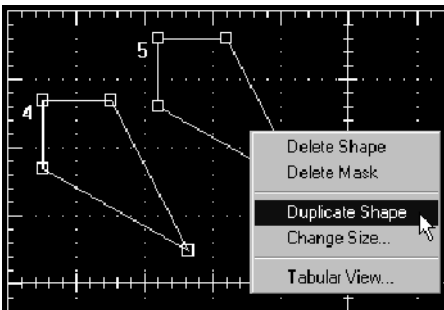 5
4
Delete Shape
Delete Mask
Duplicate Shape
Change Size...
Tabular View...